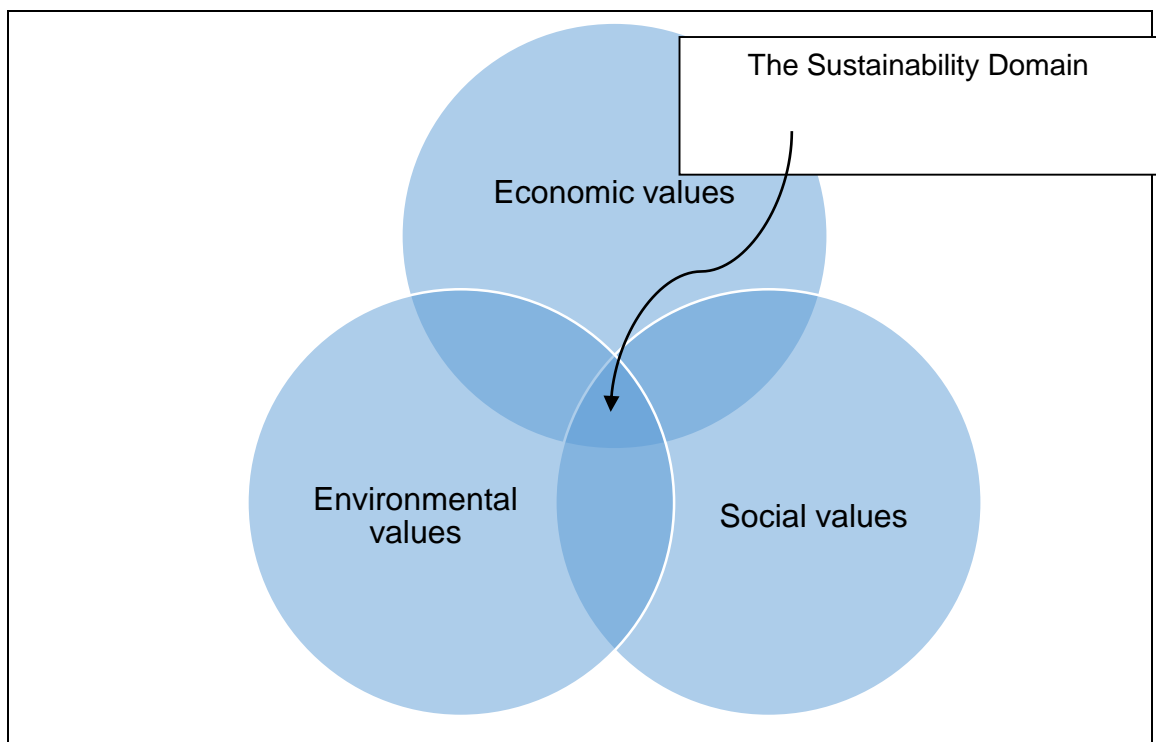 The Sustainability Domain
Economic values
Environmental
values
Social values